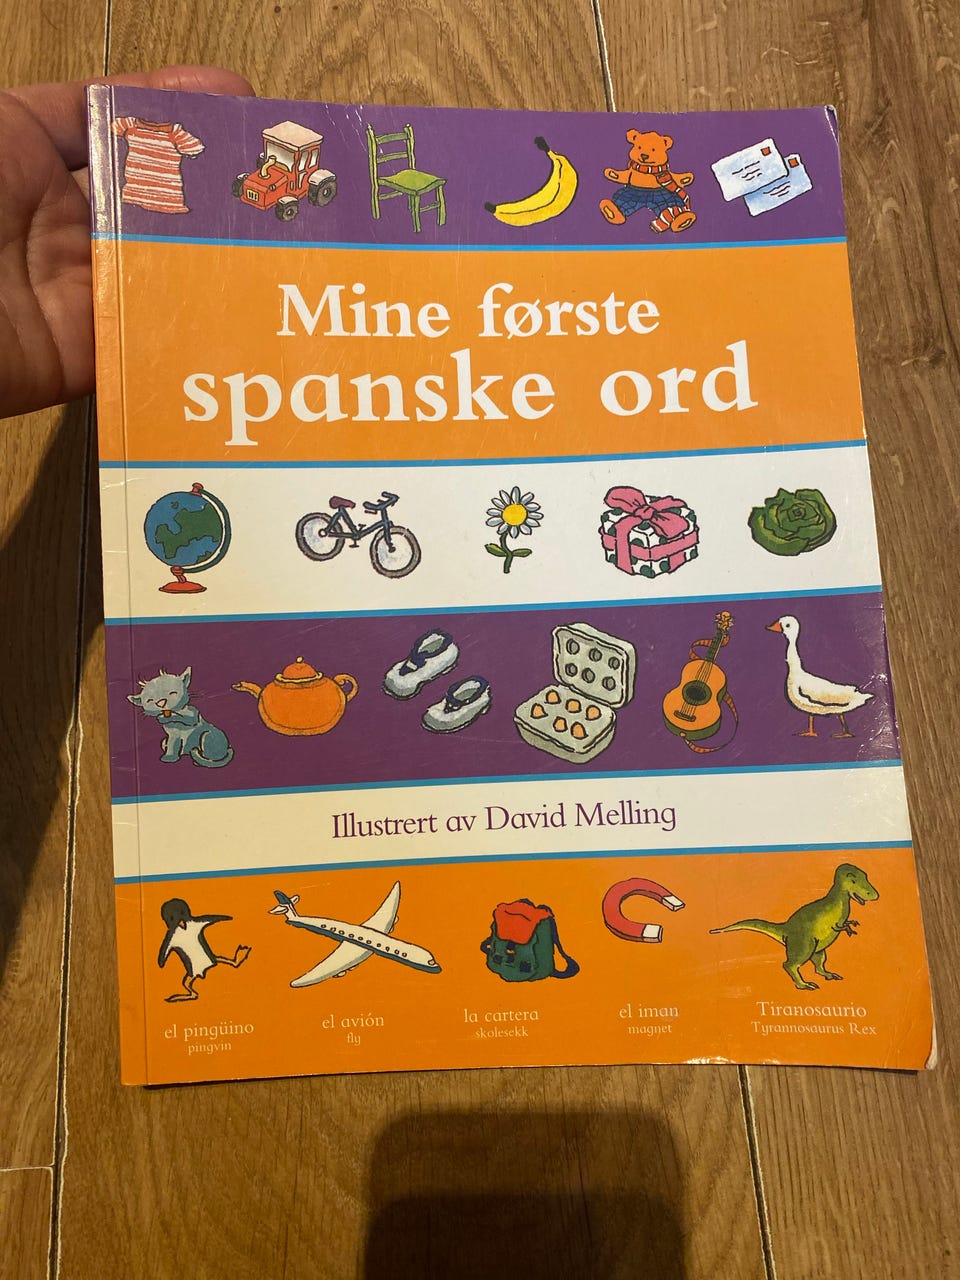 Mine første
spanske ord
Illustrert av David Melling
el pingüino
pingvin
el avión
fly
la cartera
skolesekk
el iman
magnet
Tiranosaurio
Tyrannosaurus Rex